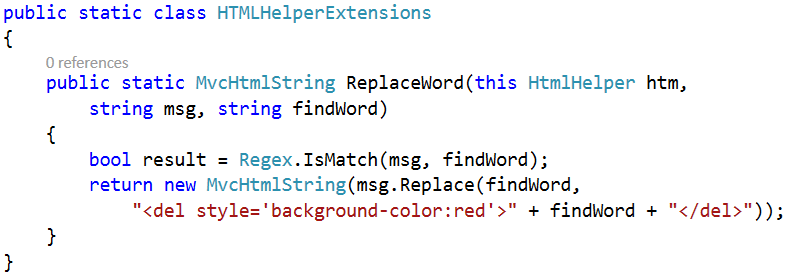 public static class HTMLHelperExtensions
{
0 references
public static MvcHtmlString ReplaceWord(this HtmlHelper htm,
string msg, string findWord)
{
bool result = Regex.IsMatch(msg, findWord);
return new MvcHtmlString(msg.Replace(findWord,
"<del style='background-color:red'>" + findWord + "</del>"));
}
}